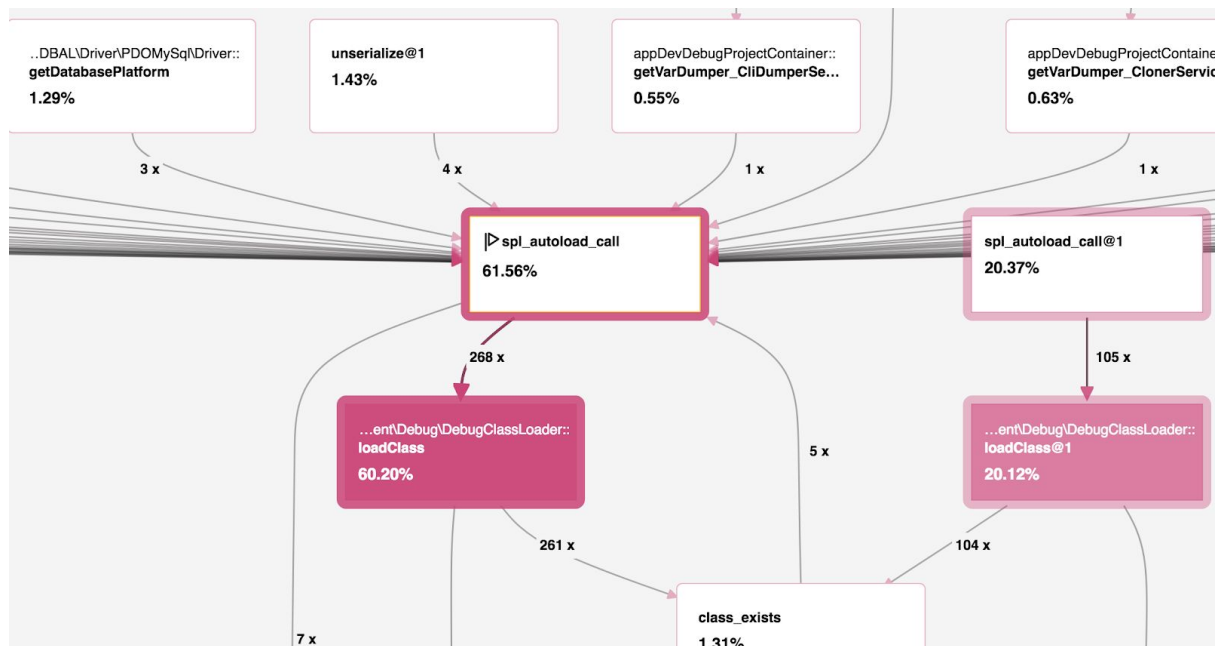 ..DBAL\Driver\PDOMySql\Driver::
getDatabasePlatform
1.29%
unserialize@1
1.43%
appDevDebugProjectContainer::
getVarDumper_CliDumperSe...
0.55%
appDevDebugProjectContaine
getVarDumper_ClonerServic
0.63%
3 x
4 x
1 x
1 x
spl_autoload_call
61.56%
spl_autoload_call@1
20.37%
268 x
105 x
...ent\Debug\DebugClassLoader::
loadClass
60.20%
5 x
...ent\Debug\DebugClassLoader::
loadClass@1
20.12%
261 x
104 x
class_exists
1.31%
7 x